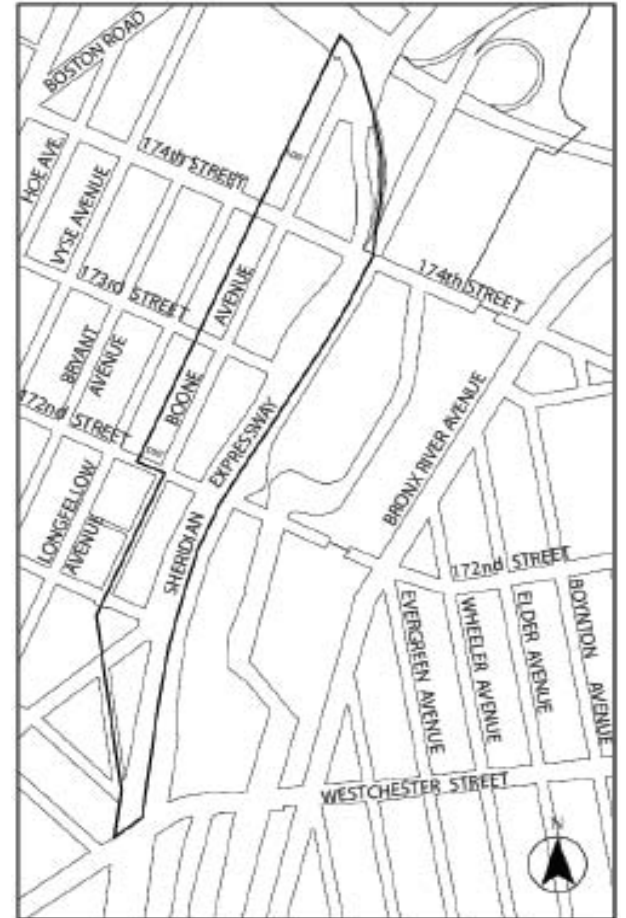 BOSTON ROAD
HOE AVE.
VYSE AVENUE
174th STREET
173rd STREET
AVENUE
BOONE
174th STREET
BRYANT
AVENUE
172nd STREET
LONGFELLOW
AVENUE
SHERIDIAN
EXPRESSWAY
BRONX RIVER AVENUE
172nd STREET
EVERGREEN AVENUE
WHEELER AVENUE
ELDER AVENUE
BOYNTON AVENUE
WESTCHESTER STREET
N